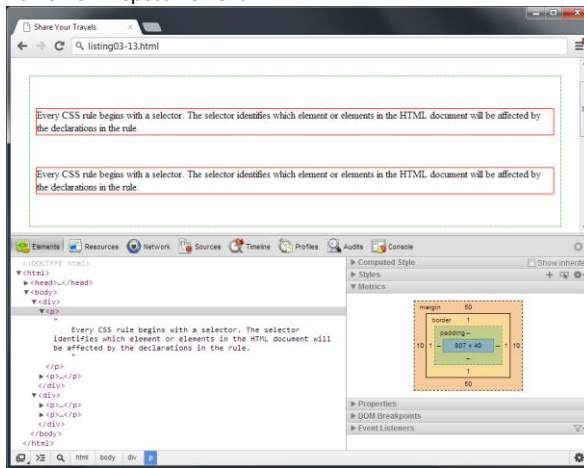 Share Your Travels
listing03-13.html
Every CSS rule begins with a selector. The selector identifies which element or elements in the HTML document will be affected by
the declarations in the rule.
Every CSS rule begins with a selector. The selector identifies which element or elements in the HTML document will be affected by
the declarations in the rule.
Elements Resources Network Sources Timeline Profiles Audits Console
<!DOCTYPE html>
▼<html>
▶<head>…</head>
▼<body>
▼<div>
▼<p>
"
Every CSS rule begins with a selector. The selector
identifies which element or elements in the HTML document will
be affected by the declarations in the rule.
"
</p>
▶<p>…</p>
</div>
▼<div>
▶<p>…</p>
▶<p>…</p>
</div>
</body>
</html>
html body div p
▶ Computed Style Show inherite
▶ Styles
▼ Metrics
margin 50
border 1
padding –
10 1 – 807 × 40 – 1 10
–
1
50
▶ Properties
▶ DOM Breakpoints
▶ Event Listeners